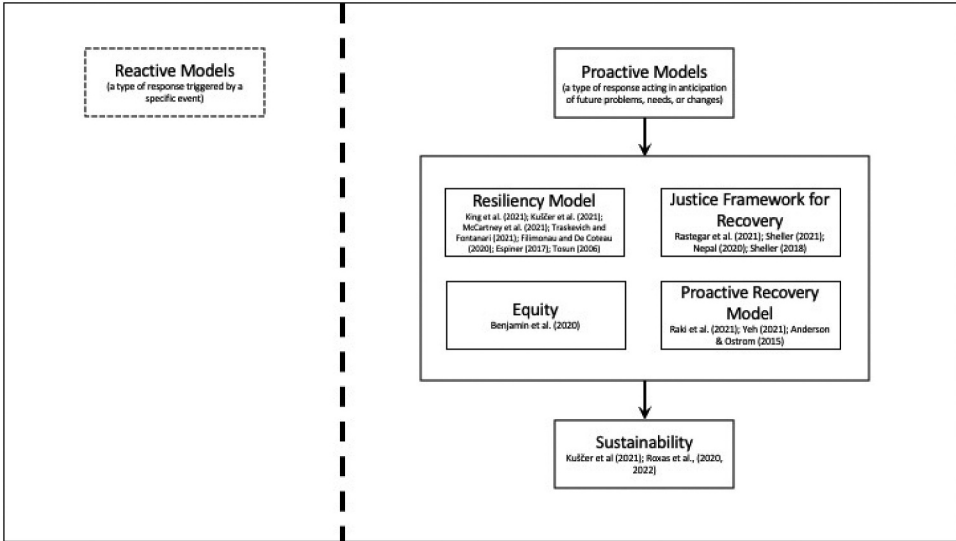 Reactive Models
(a type of response triggered by a
specific event)
Proactive Models
(a type of response acting in anticipation
of future problems, needs, or changes)
Resiliency Model
King et al. (2021); Kuščer et al. (2021);
McCartney et al. (2021); Traskevich and
Fontanari (2021); Filimonau and De Coteau
(2020); Espiner (2017); Tosun (2006)
Justice Framework for
Recovery
Rastegar et al. (2021); Sheller (2021);
Nepal (2020); Sheller (2018)
Equity
Benjamin et al. (2020)
Proactive Recovery
Model
Raki et al. (2021); Yeh (2021); Anderson
& Ostrom (2015)
Sustainability
Kuščer et al (2021); Roxas et al., (2020,
2022)